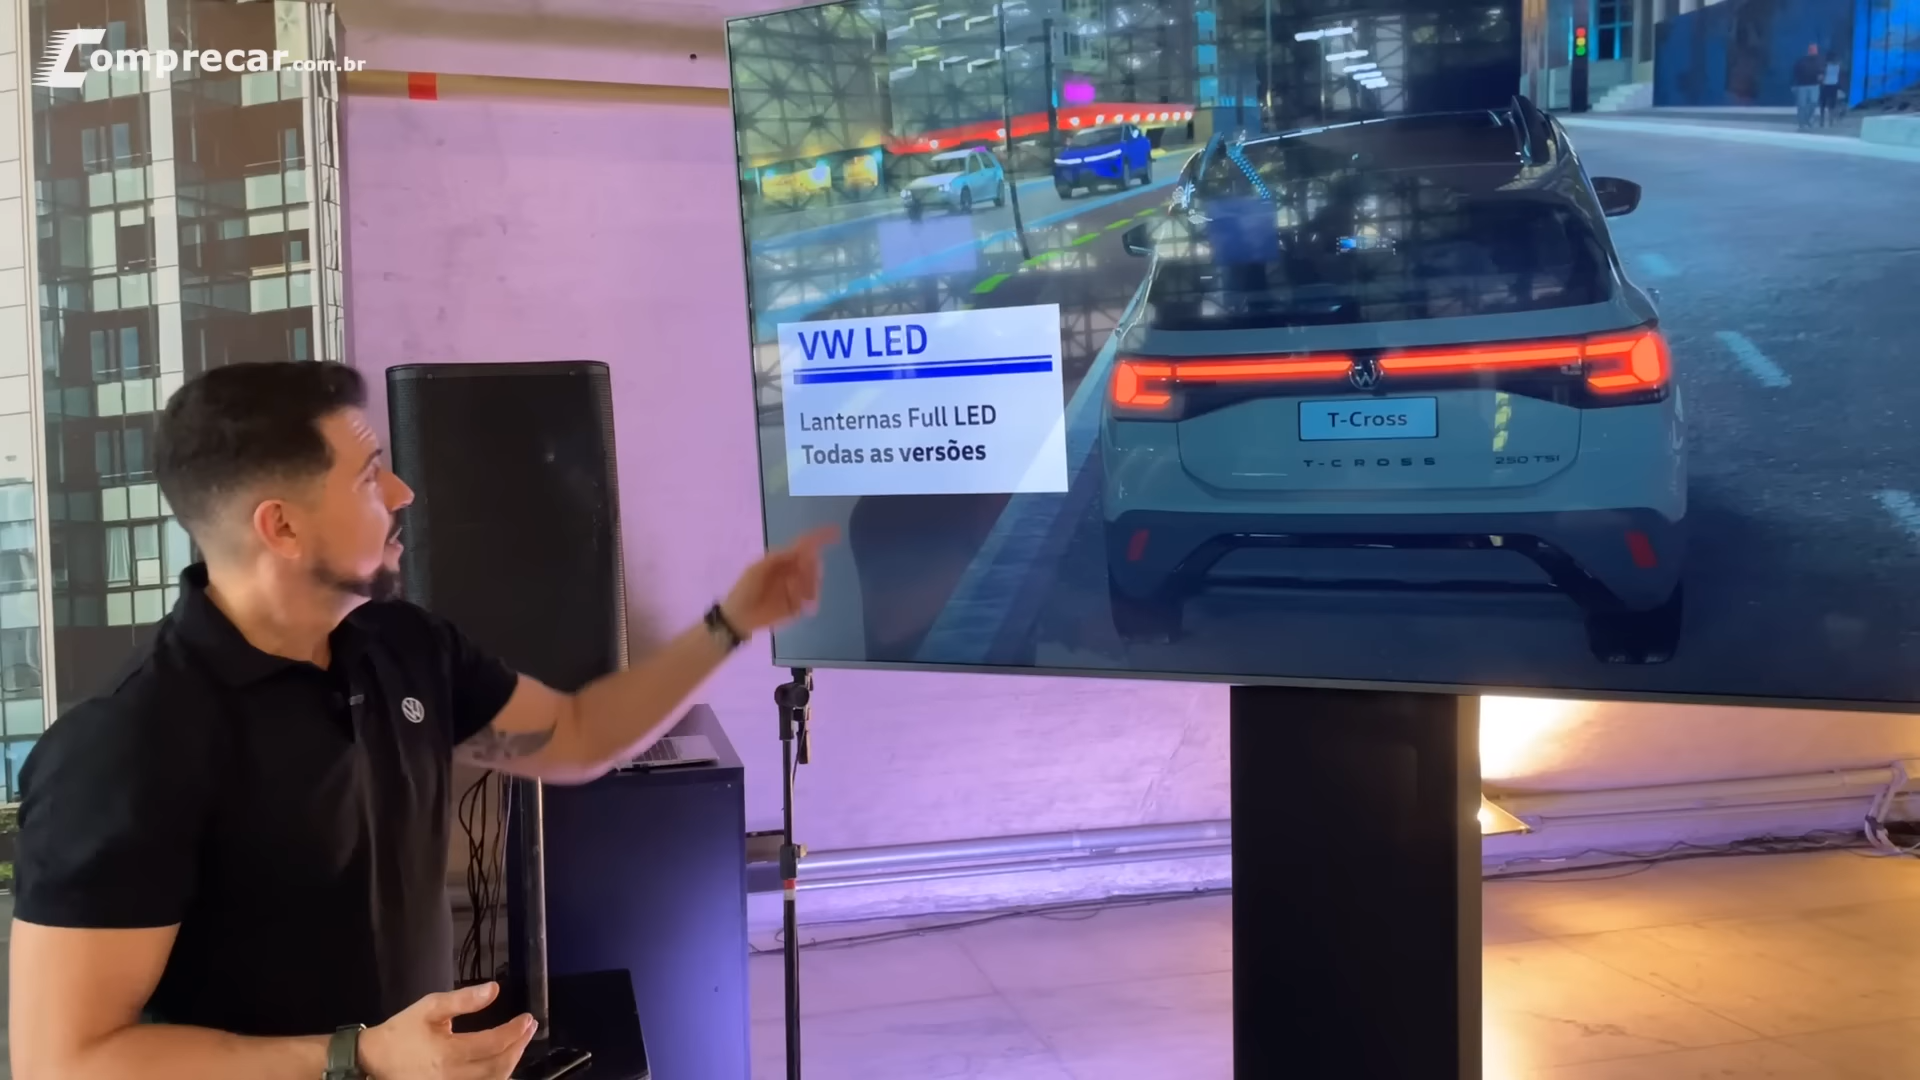 Comprecar.com.br
VW LED
Lanternas Full LED
Todas as versões
T-Cross
T-CROSS
250 TSI